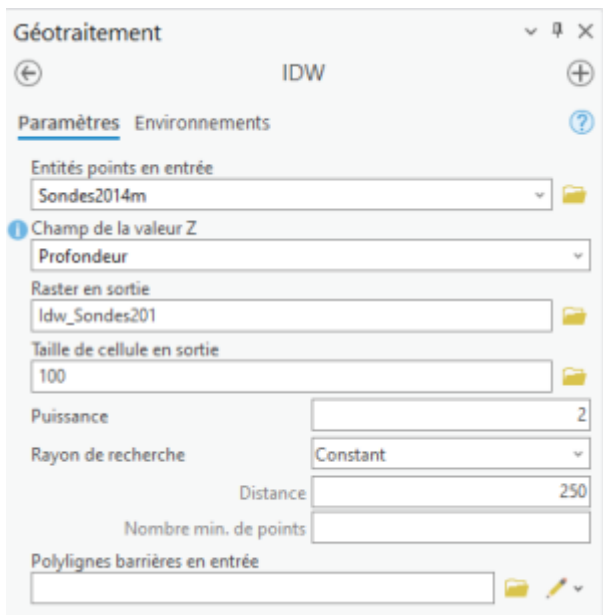 Géotraitement
IDW
Paramètres Environnements
Entités points en entrée
Sondes2014m
Champ de la valeur Z
Profondeur
Raster en sortie
Idw_Sondes201
Taille de cellule en sortie
100
Puissance 2
Rayon de recherche Constant
Distance 250
Nombre min. de points
Polylignes barrières en entrée